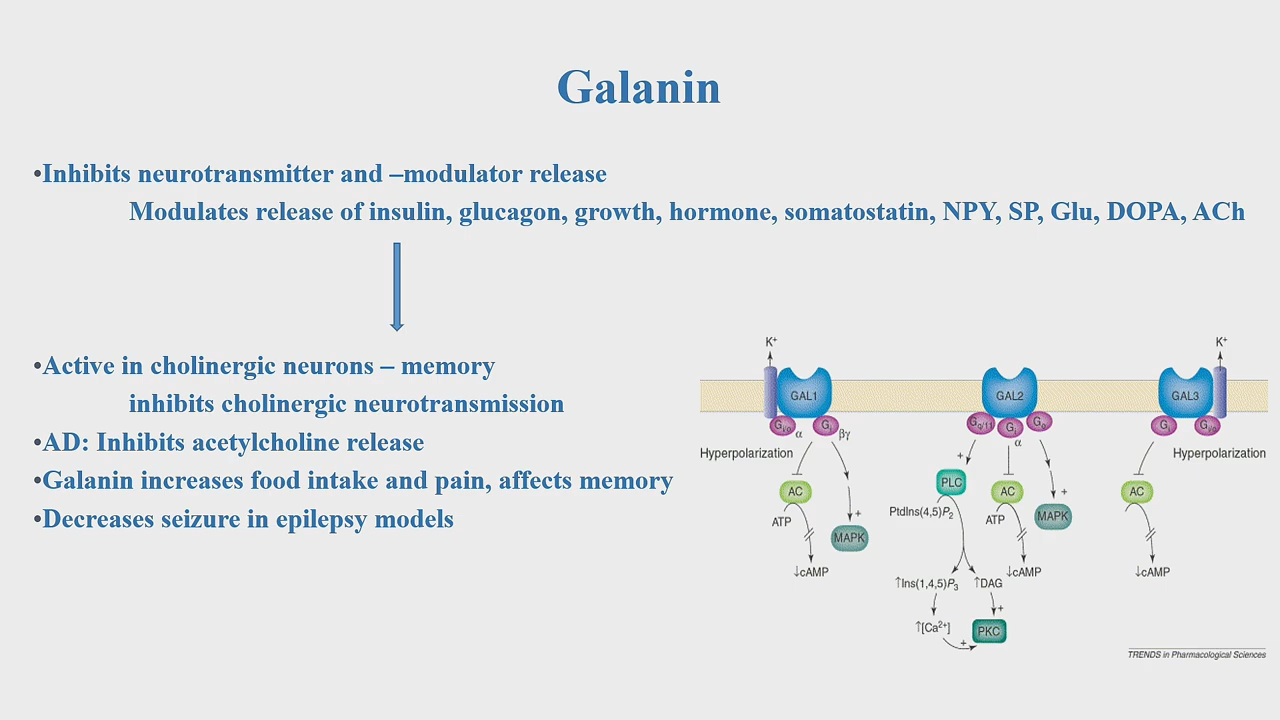 Galanin
•Inhibits neurotransmitter and –modulator release
Modulates release of insulin, glucagon, growth, hormone, somatostatin, NPY, SP, Glu, DOPA, ACh
•Active in cholinergic neurons – memory
inhibits cholinergic neurotransmission
•AD: Inhibits acetylcholine release
•Galanin increases food intake and pain, affects memory
•Decreases seizure in epilepsy models
K⁺
K⁺
GAL1
GAL2
GAL3
Gi/o α Gi βγ
Gq/11 Gi α Go
Gi Gi/o
Hyperpolarization
Hyperpolarization
+
PLC
AC
AC
AC
+
ATP
PtdIns(4,5)P2
ATP
MAPK
+
MAPK
↓cAMP
↓cAMP
↓cAMP
↑Ins(1,4,5)P3
↑DAG
+
↑[Ca²⁺]
PKC
+
TRENDS in Pharmacological Sciences